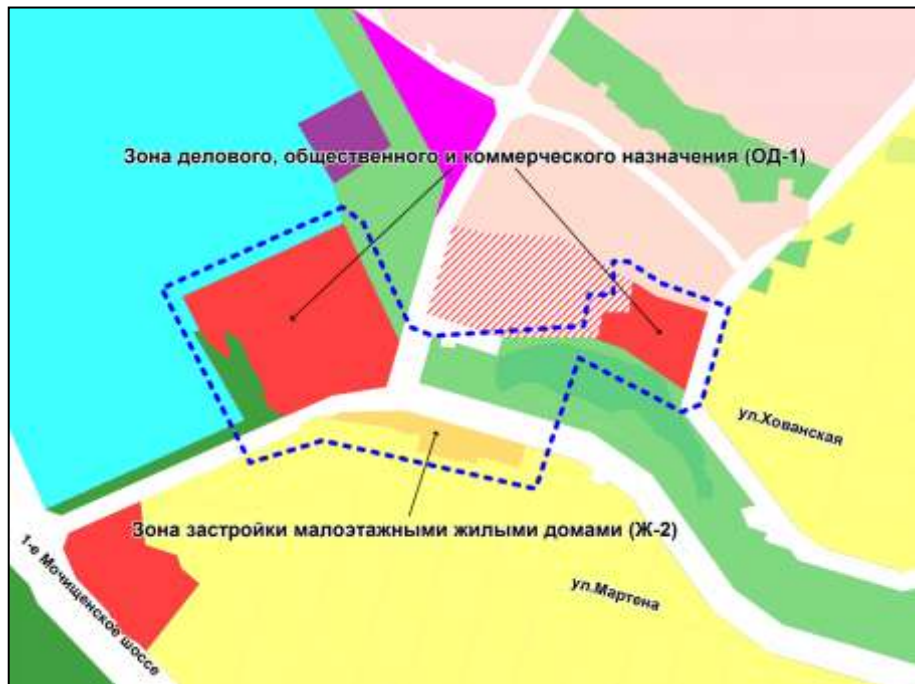 Зона делового, общественного и коммерческого назначения (ОД-1)
ул.Хованская
Зона застройки малоэтажными жилыми домами (Ж-2)
1-е Мочищенское шоссе
ул.Мартена